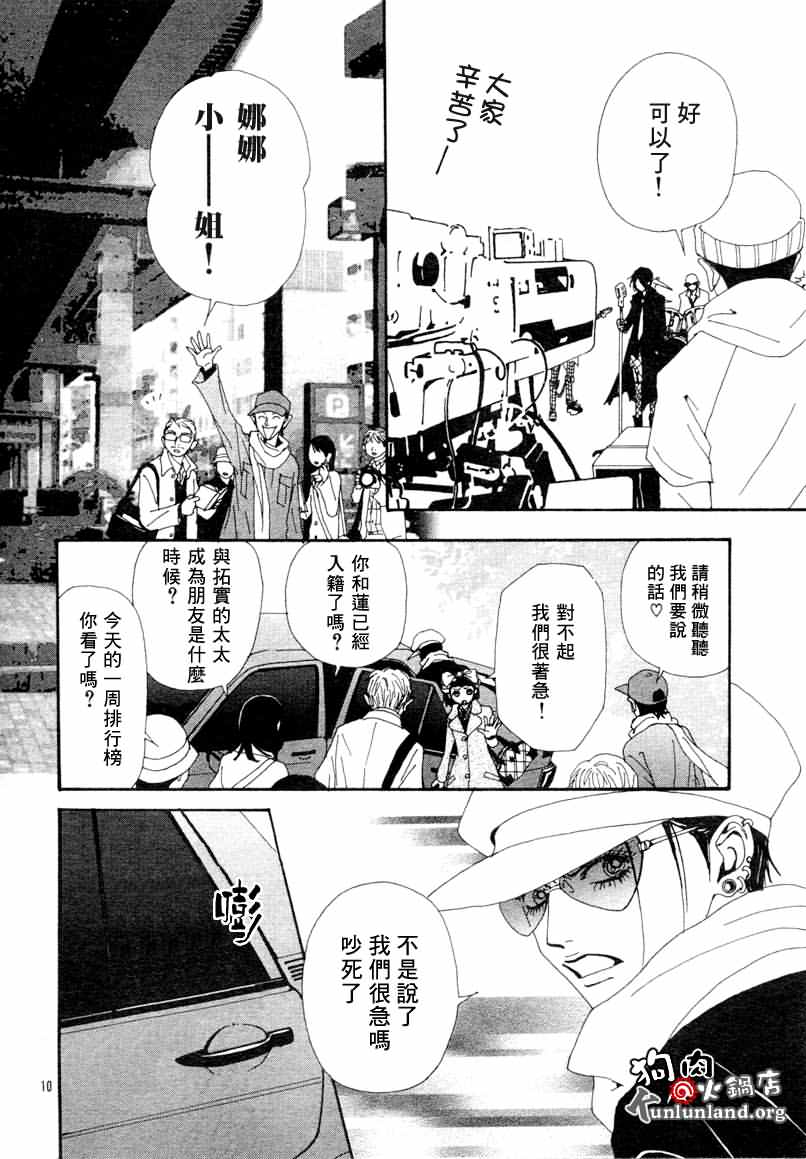 好
可以了！
大家
辛苦了—
娜娜
小——姐！
P
請稍微聽聽
我們要說
的話♡
對不起
我們很著急！
你和蓮已經
入籍了嗎？
與拓實的太太
成為朋友是什麼
時候？
今天的一周排行榜
你看了嗎？
不是說了
我們很急嗎
吵死了
嘭
10
狗肉
火鍋店
kunlunland.org